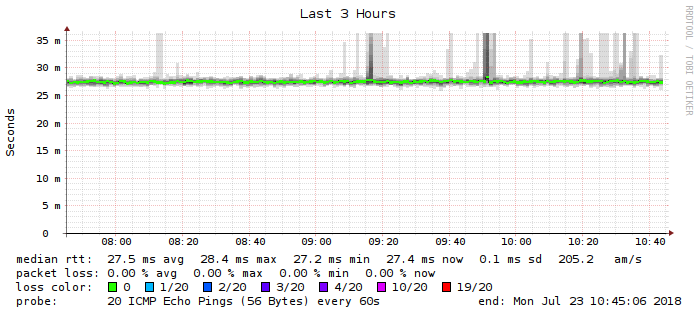 Last 3 Hours
RRDTOOL / TOBI OETIKER
Seconds
35 m
30 m
25 m
20 m
15 m
10 m
5 m
0
08:00 08:20 08:40 09:00 09:20 09:40 10:00 10:20 10:40
median rtt: 27.5 ms avg 28.4 ms max 27.2 ms min 27.4 ms now 0.1 ms sd 205.2 am/s
packet loss: 0.00 % avg 0.00 % max 0.00 % min 0.00 % now
loss color: 0 1/20 2/20 3/20 4/20 10/20 19/20
probe: 20 ICMP Echo Pings (56 Bytes) every 60s end: Mon Jul 23 10:45:06 2018